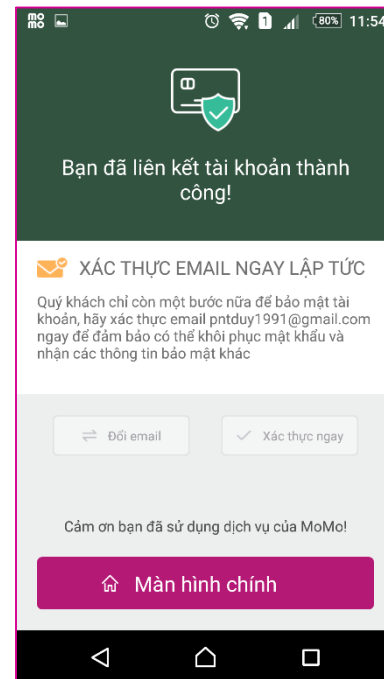 mo
mo
1 80% 11:54
Bạn đã liên kết tài khoản thành
công!
XÁC THỰC EMAIL NGAY LẬP TỨC
Quý khách chỉ còn một bước nữa để bảo mật tài
khoản, hãy xác thực email pntduy1991@gmail.com
ngay để đảm bảo có thể khôi phục mật khẩu và
nhận các thông tin bảo mật khác
Đổi email
Xác thực ngay
Cảm ơn bạn đã sử dụng dịch vụ của MoMo!
Màn hình chính